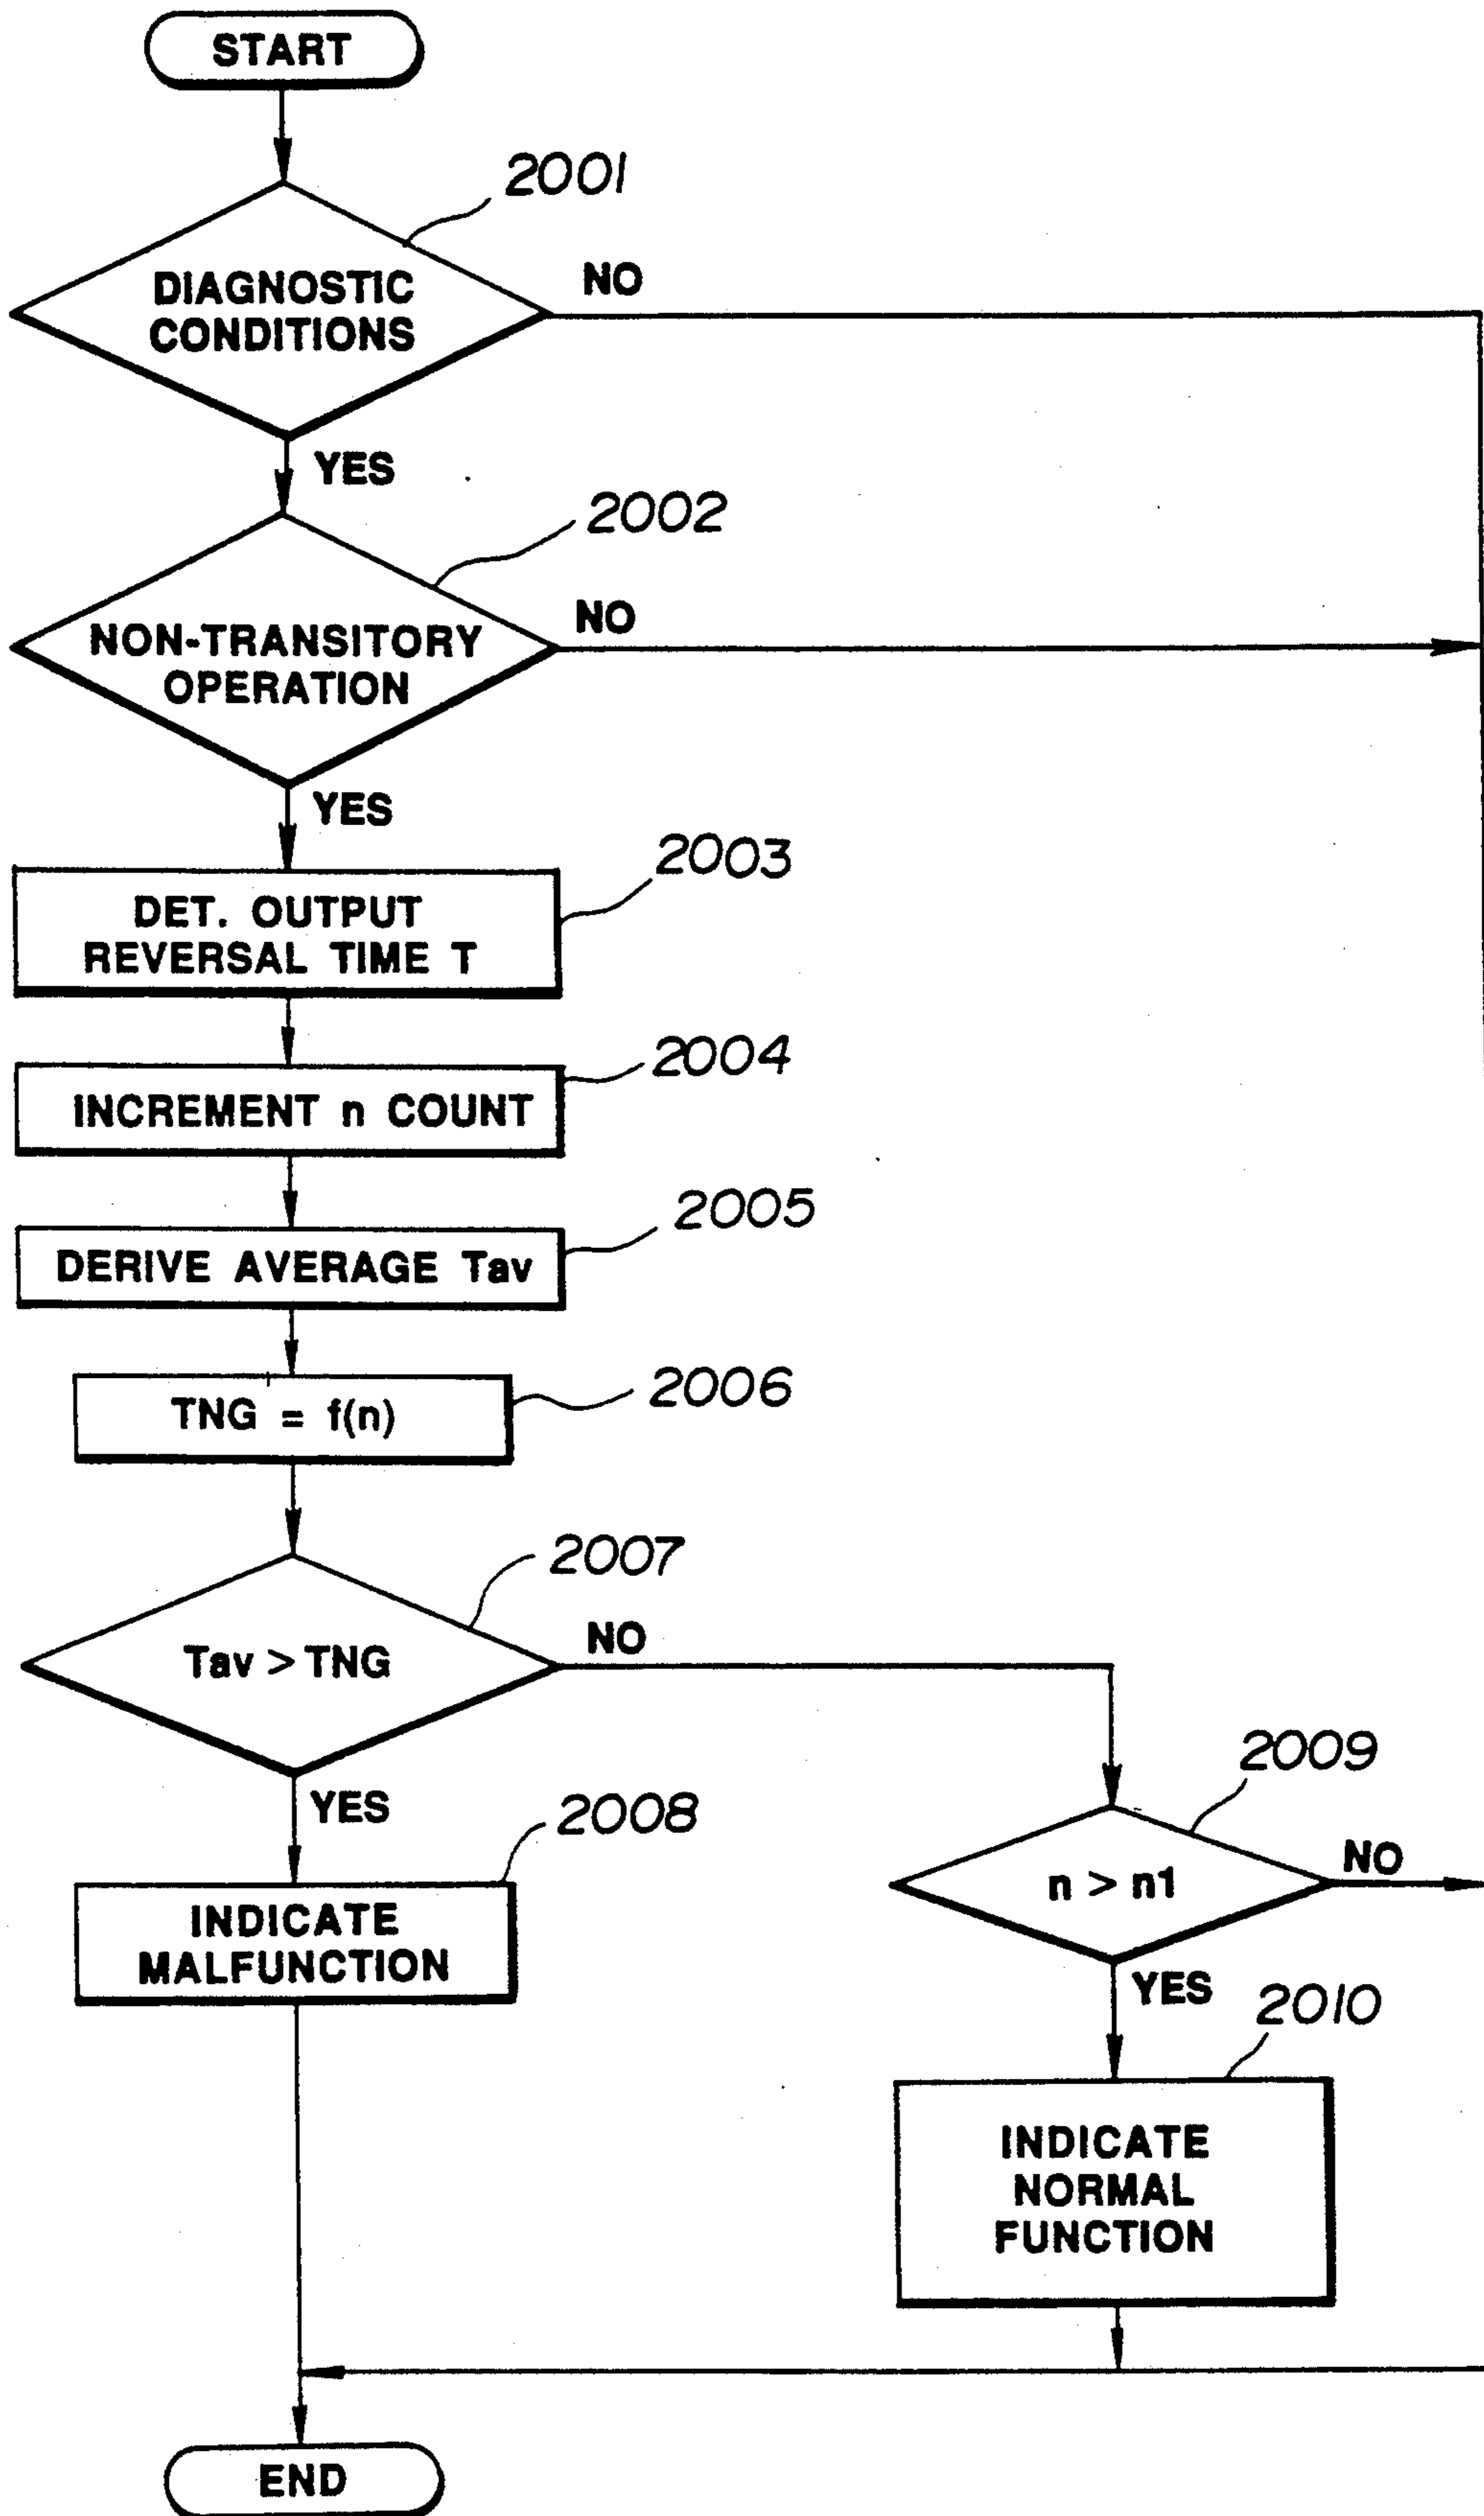 START
2001
DIAGNOSTIC
CONDITIONS
NO
YES
2002
NON-TRANSITORY
OPERATION
NO
YES
2003
DET. OUTPUT
REVERSAL TIME T
2004
INCREMENT n COUNT
2005
DERIVE AVERAGE Tav
2006
TNG = f(n)
2007
Tav > TNG
NO
YES
2008
INDICATE
MALFUNCTION
2009
n > n1
NO
YES
2010
INDICATE
NORMAL
FUNCTION
END